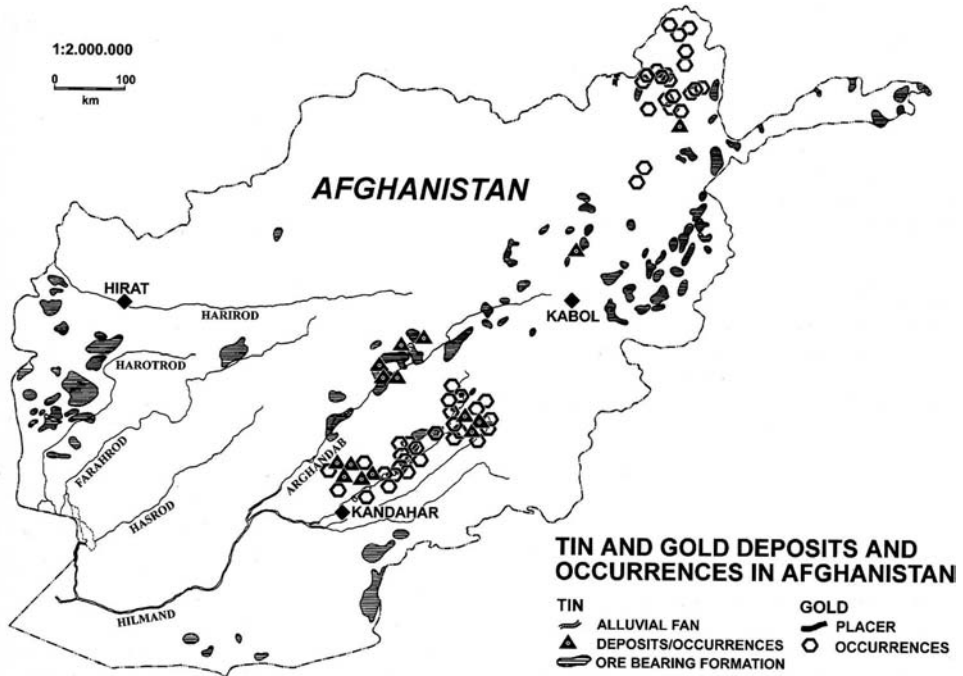 1:2.000.000
0 100
km
AFGHANISTAN
HIRAT
HARIROD
KABOL
HAROTROD
FARAHROD
ARGHANDAB
HASROD
KANDAHAR
HILMAND
TIN AND GOLD DEPOSITS AND
OCCURRENCES IN AFGHANISTAN
TIN
ALLUVIAL FAN
DEPOSITS/OCCURRENCES
ORE BEARING FORMATION
GOLD
PLACER
OCCURRENCES